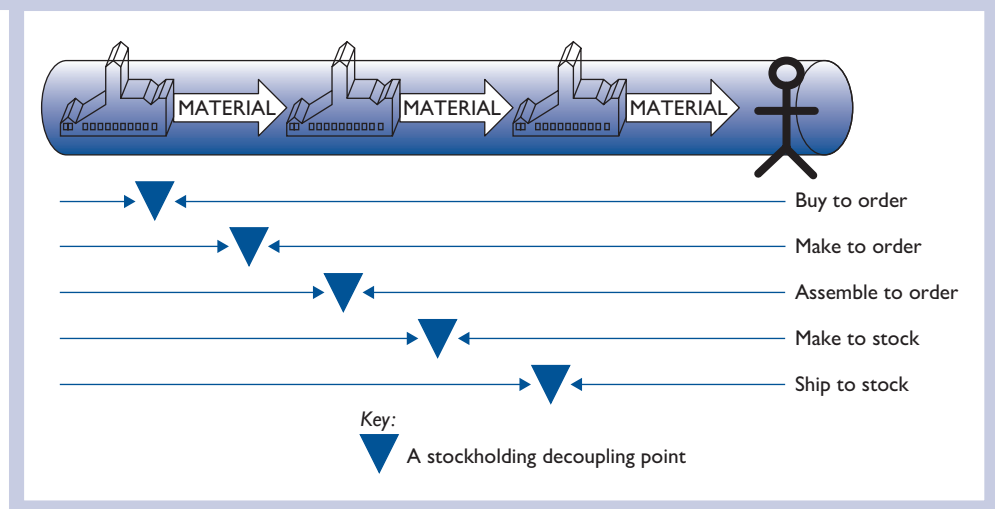 MATERIAL MATERIAL MATERIAL
Buy to order
Make to order
Assemble to order
Make to stock
Ship to stock
Key:
A stockholding decoupling point